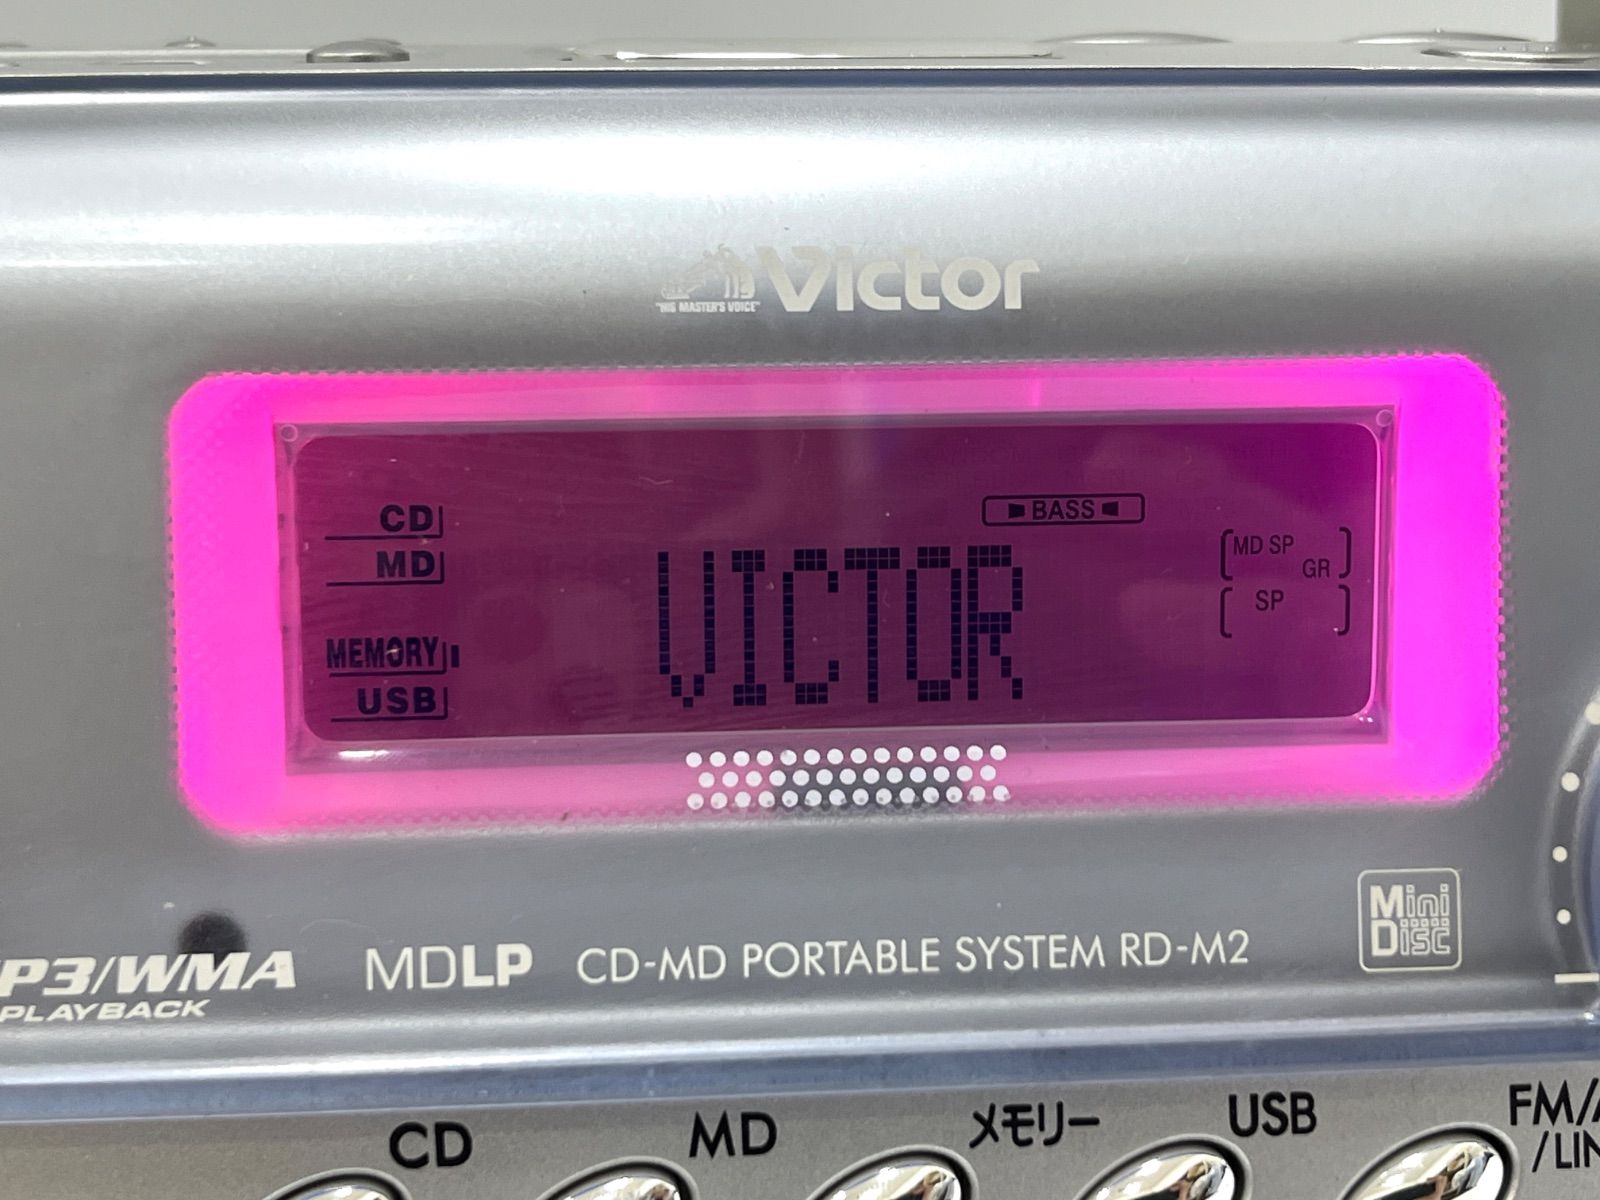 "HIS MASTER'S VOICE" Victor
CD
MD
MEMORY
USB
BASS
VICTOR
MD SP
GR
SP
P3/WMA
PLAYBACK
MDLP
CD-MD PORTABLE SYSTEM RD-M2
Mini
Disc
CD
MD
メモリー
USB
FM/
/LIN